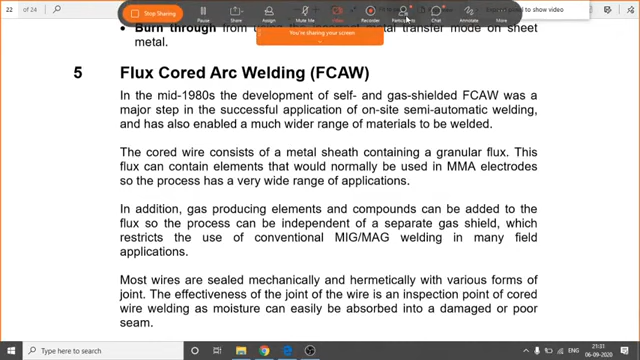 22 of 24
Stop Sharing
Pause
Share
Assign
Mute Me
Video
Recorder
Participants
Chat
Annotate
More
to show video
You're sharing your screen
• Burn through from using the incorrect metal transfer mode on sheet
metal.
5 Flux Cored Arc Welding (FCAW)
In the mid-1980s the development of self- and gas-shielded FCAW was a
major step in the successful application of on-site semi-automatic welding,
and has also enabled a much wider range of materials to be welded.
The cored wire consists of a metal sheath containing a granular flux. This
flux can contain elements that would normally be used in MMA electrodes
so the process has a very wide range of applications.
In addition, gas producing elements and compounds can be added to the
flux so the process can be independent of a separate gas shield, which
restricts the use of conventional MIG/MAG welding in many field
applications.
Most wires are sealed mechanically and hermetically with various forms of
joint. The effectiveness of the joint of the wire is an inspection point of cored
wire welding as moisture can easily be absorbed into a damaged or poor
seam.
Type here to search
ENG
21:31
06-09-2020